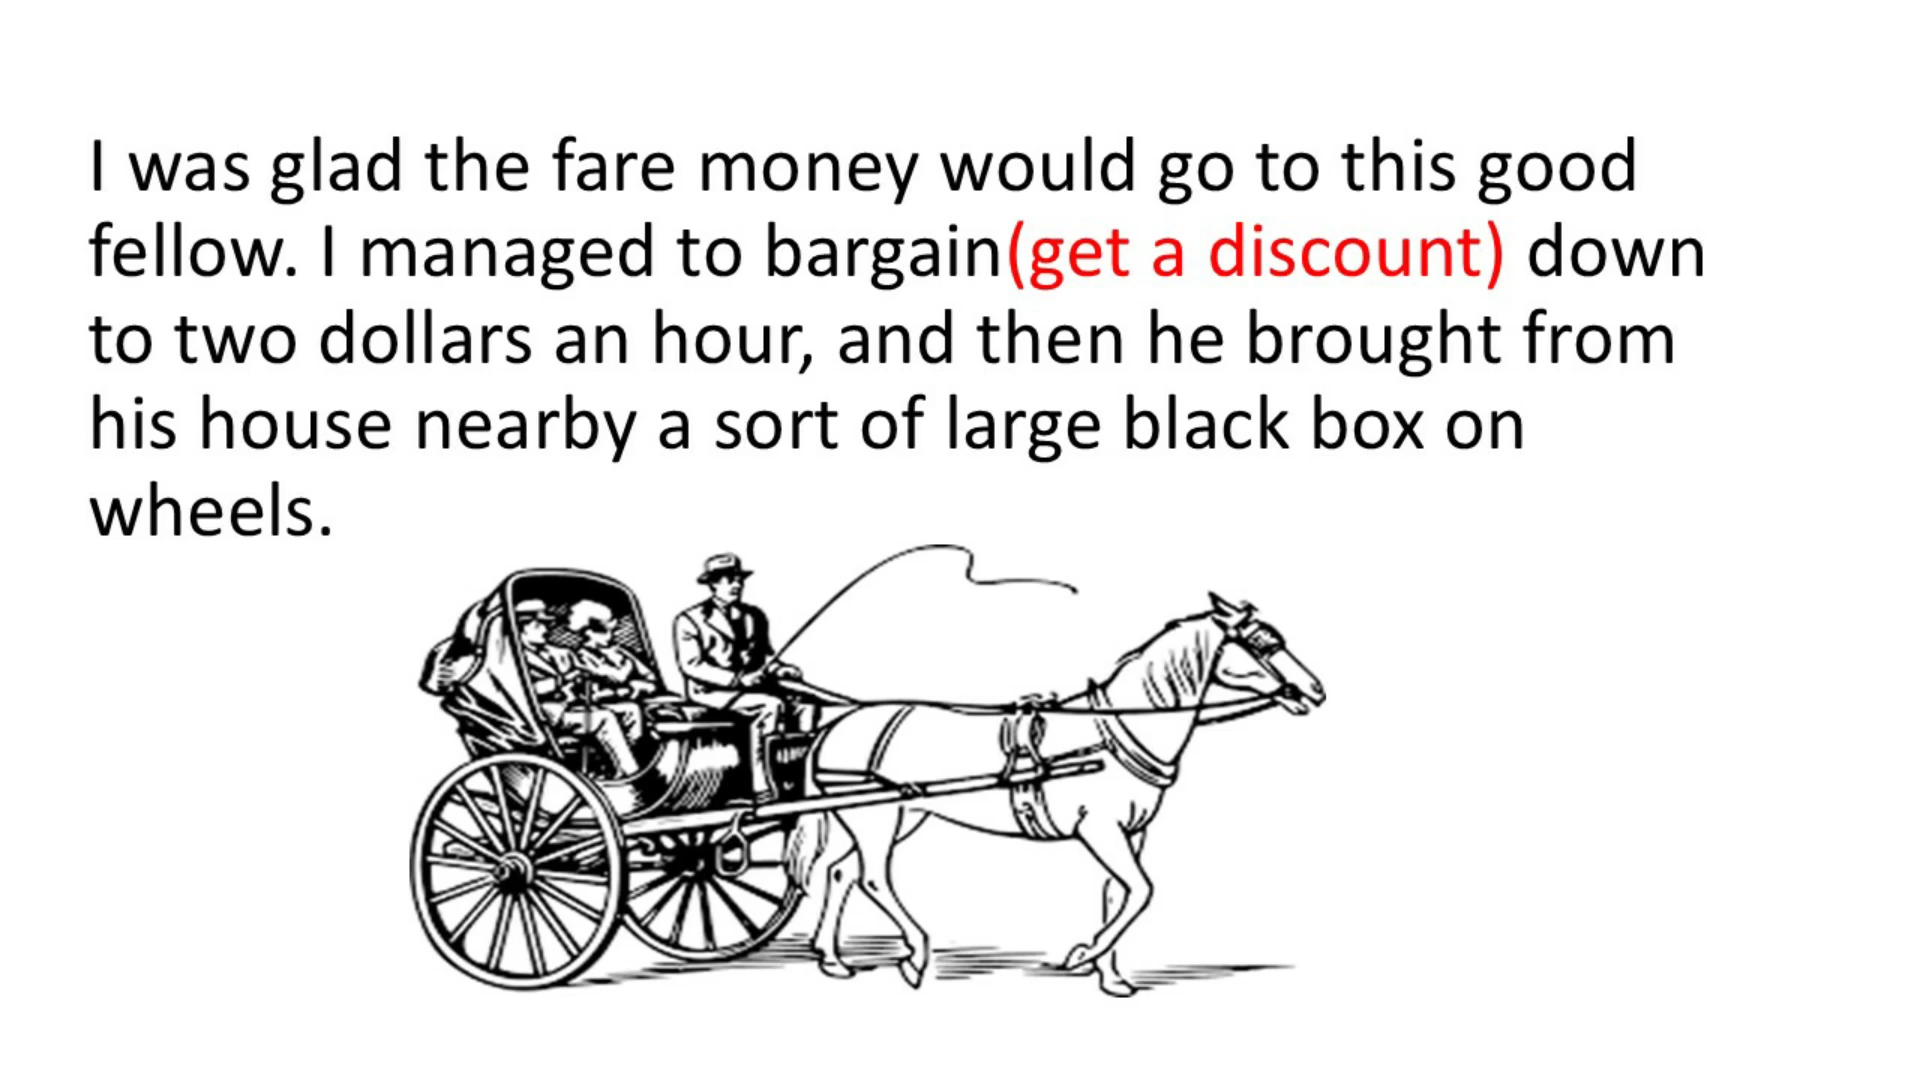 I was glad the fare money would go to this good
fellow. I managed to bargain(get a discount) down
to two dollars an hour, and then he brought from
his house nearby a sort of large black box on
wheels.